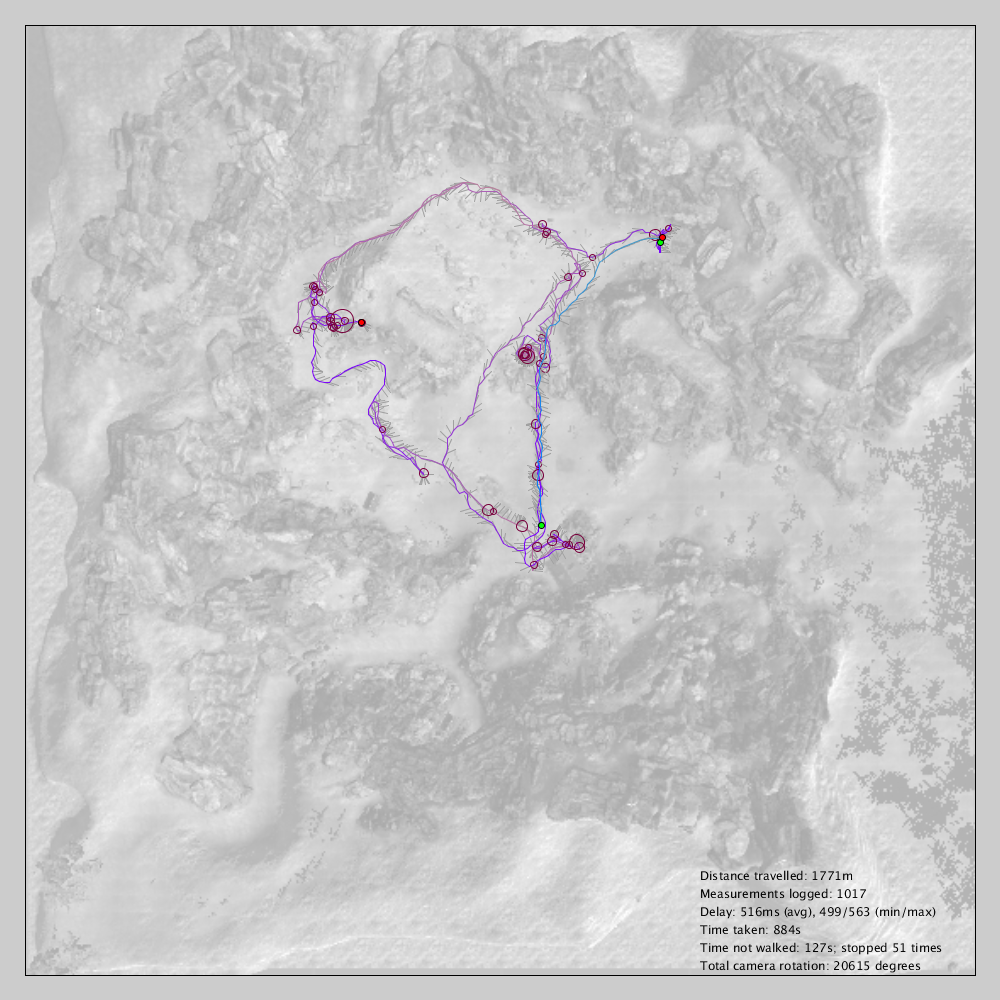 Distance travelled: 1771m
Measurements logged: 1017
Delay: 516ms (avg), 499/563 (min/max)
Time taken: 884s
Time not walked: 127s; stopped 51 times
Total camera rotation: 20615 degrees